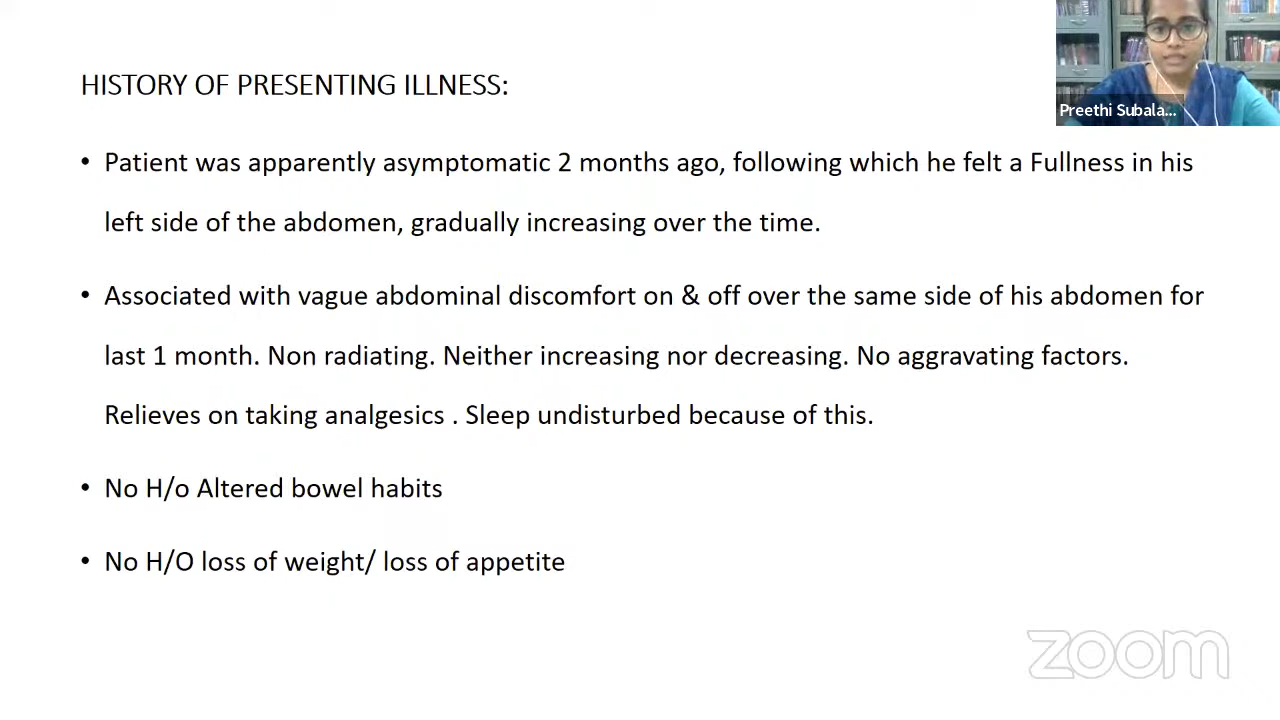 HISTORY OF PRESENTING ILLNESS:
Preethi Subala...
• Patient was apparently asymptomatic 2 months ago, following which he felt a Fullness in his
left side of the abdomen, gradually increasing over the time.
• Associated with vague abdominal discomfort on & off over the same side of his abdomen for
last 1 month. Non radiating. Neither increasing nor decreasing. No aggravating factors.
Relieves on taking analgesics . Sleep undisturbed because of this.
• No H/o Altered bowel habits
• No H/O loss of weight/ loss of appetite
zoom